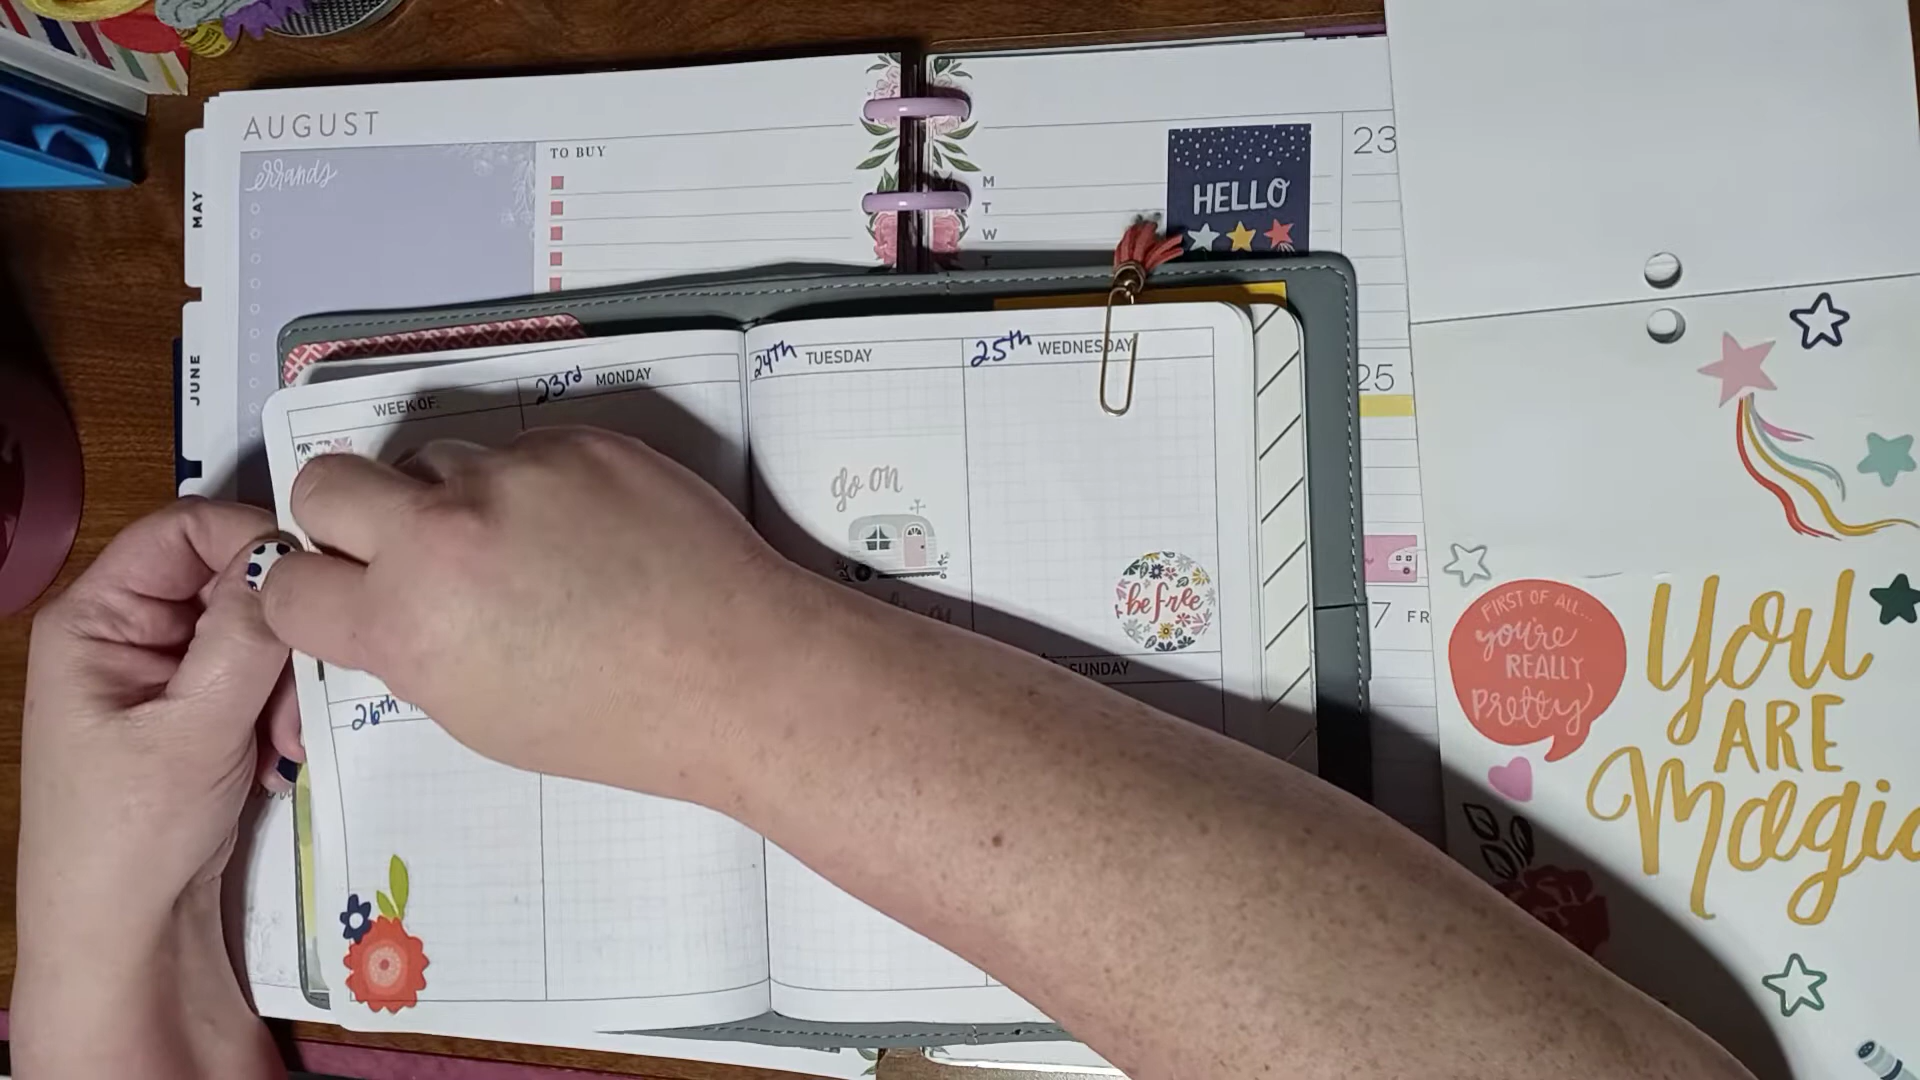 AUGUST
errands
TO BUY
M
T
W
T
HELLO
23
25
MAY
JUNE
WEEK OF:
23rd MONDAY
24th TUESDAY
25th WEDNESDAY
go on
be free
SUNDAY
26th
7 FR
FIRST OF ALL...
you're
REALLY
pretty
You
ARE
Magic